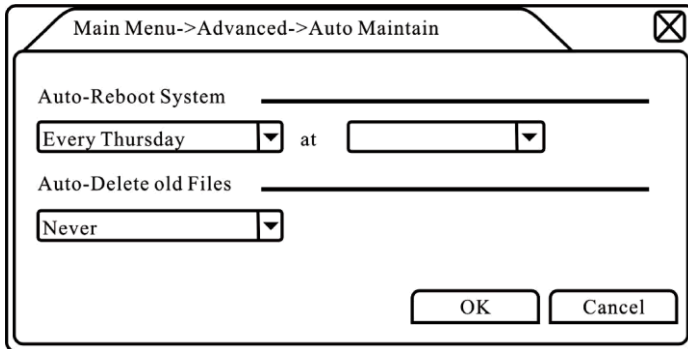 Main Menu->Advanced->Auto Maintain
Auto-Reboot System
Every Thursday at
Auto-Delete old Files
Never
OK Cancel